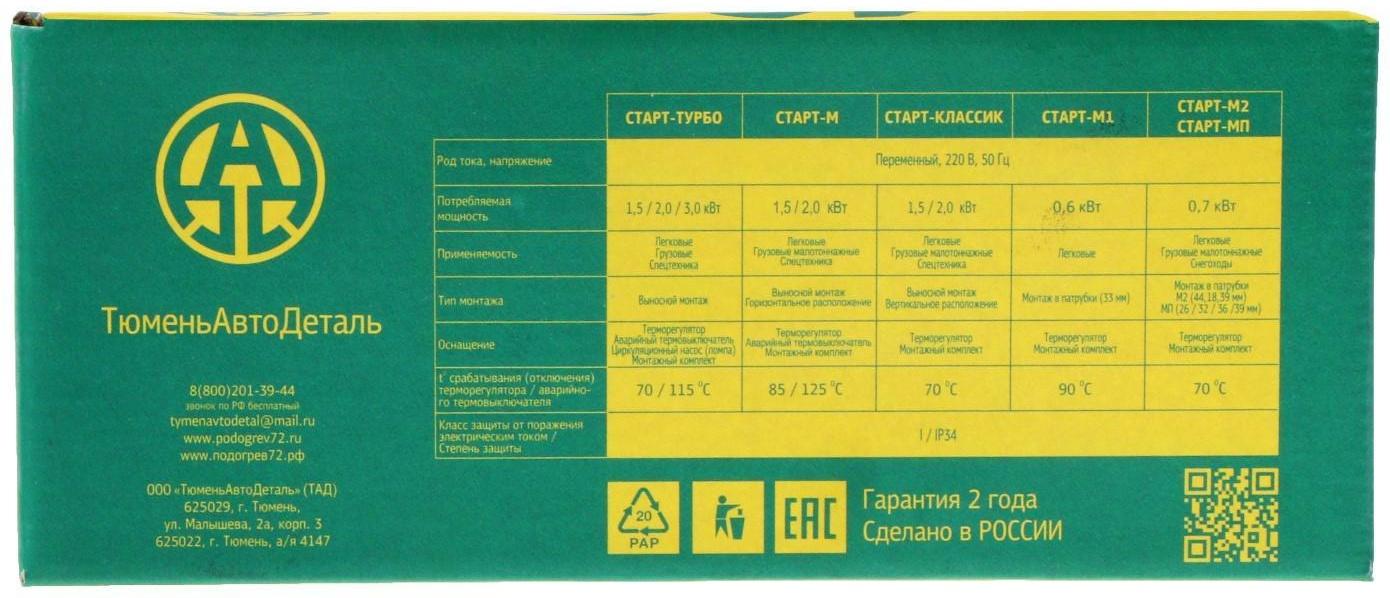 АТ
ТюменьАвтоДеталь
8(800)201-39-44
звонок по РФ бесплатный
tymenavtodetal@mail.ru
www.podogrev72.ru
www.подогрев72.рф
ООО «ТюменьАвтоДеталь» (ТАД)
625029, г. Тюмень,
ул. Малышева, 2а, корп. 3
625022, г. Тюмень, а/я 4147
СТАРТ-ТУРБО СТАРТ-М СТАРТ-КЛАССИК СТАРТ-М1 СТАРТ-М2
СТАРТ-МП
Род тока, напряжение Переменный, 220 В, 50 Гц
Потребляемая
мощность 1,5 / 2,0 / 3,0 кВт 1,5 / 2,0 кВт 1,5 / 2,0 кВт 0,6 кВт 0,7 кВт
Применяемость
Легковые
Грузовые
Спецтехника
Легковые
Грузовые малотоннажные
Спецтехника
Легковые
Грузовые малотоннажные
Спецтехника
Легковые
Легковые
Грузовые малотоннажные
Снегоходы
Тип монтажа
Выносной монтаж
Выносной монтаж
Горизонтальное расположение
Выносной монтаж
Вертикальное расположение
Монтаж в патрубки (33 мм)
Монтаж в патрубки
М2 (44,18,39 мм)
МП (26 / 32 / 36 /39 мм)
Оснащение
Терморегулятор
Аварийный термовыключатель
Циркуляционный насос (помпа)
Монтажный комплект
Терморегулятор
Аварийный термовыключатель
Монтажный комплект
Терморегулятор
Монтажный комплект
Терморегулятор
Монтажный комплект
Терморегулятор
Монтажный комплект
t° срабатывания (отключения)
терморегулятора / аварийно-
го термовыключателя
70 / 115 °С 85 / 125 °С 70 °С 90 °С 70 °С
Класс защиты от поражения
электрическим током /
Степень защиты
I / IP34
20
PAP
EAC
Гарантия 2 года
Сделано в РОССИИ